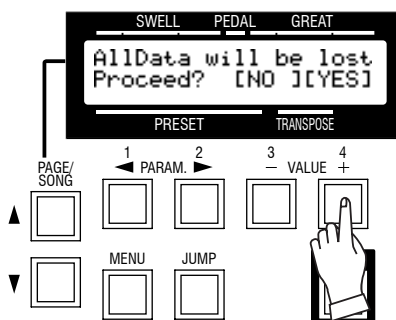 SWELL PEDAL GREAT
AllData will be lost
Proceed? [NO ][YES]
PRESET TRANSPOSE
1 2 3 4
◄ PARAM. ► − VALUE +
PAGE/
SONG
▲
▼
MENU JUMP